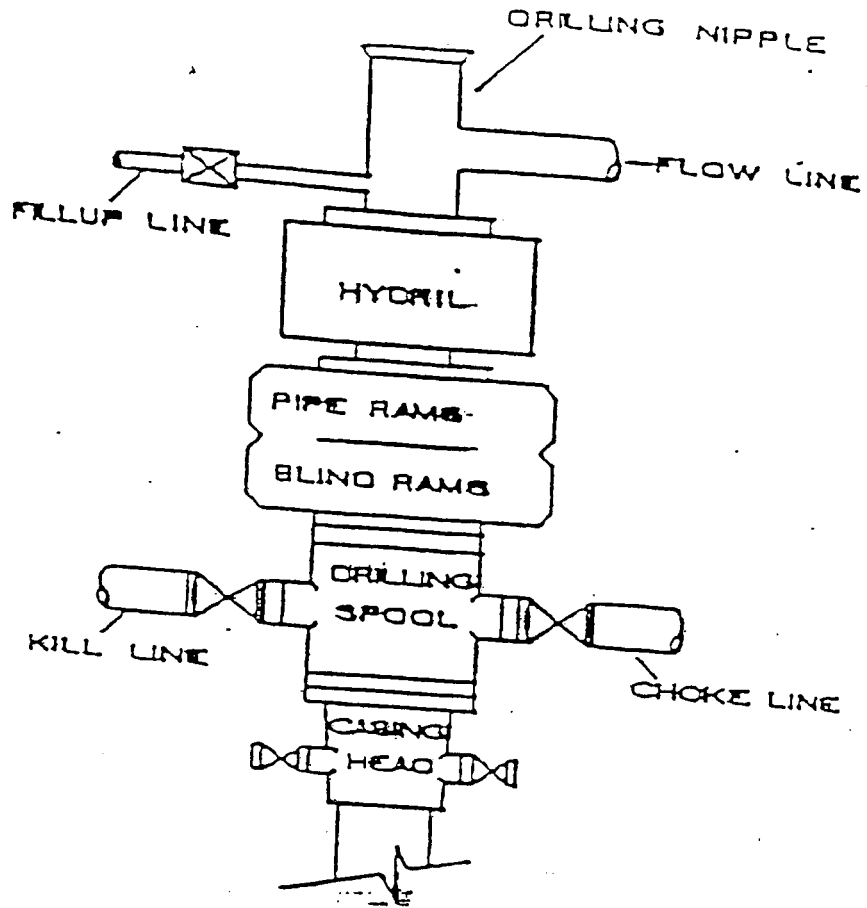 DRILLING NIPPLE
FLOW LINE
FILLUP LINE
HYDRIL
PIPE RAMS
BLIND RAMS
DRILLING
SPOOL
KILL LINE
CHOKE LINE
CASING
HEAD